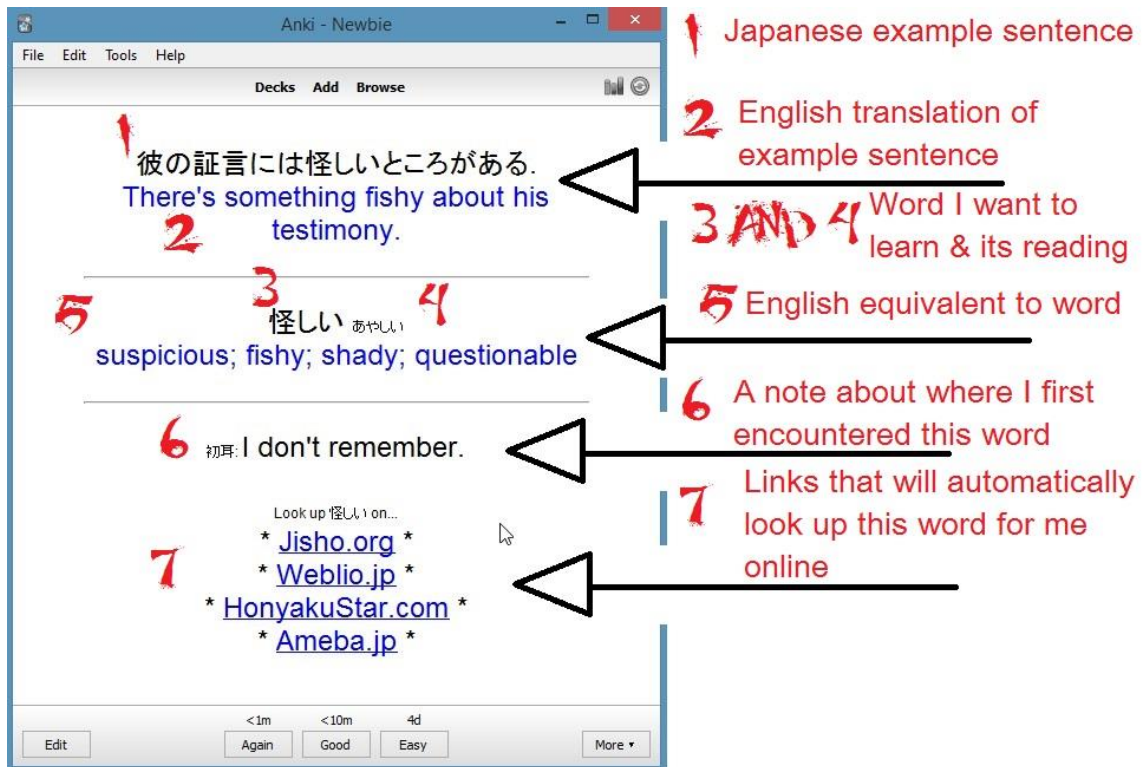 Anki - Newbie
File Edit Tools Help
Decks Add Browse
1
彼の証言には怪しいところがある.
There's something fishy about his
testimony.
2
3
4
5
怪しい あやしい
suspicious; fishy; shady; questionable
6
初耳: I don't remember.
Look up 怪しい on...
7
* Jisho.org *
* Weblio.jp *
* HonyakuStar.com *
* Ameba.jp *
<1m <10m 4d
Edit Again Good Easy More ▾
1 Japanese example sentence
2 English translation of
example sentence
3 AND 4 Word I want to
learn & its reading
5 English equivalent to word
6 A note about where I first
encountered this word
7 Links that will automatically
look up this word for me
online